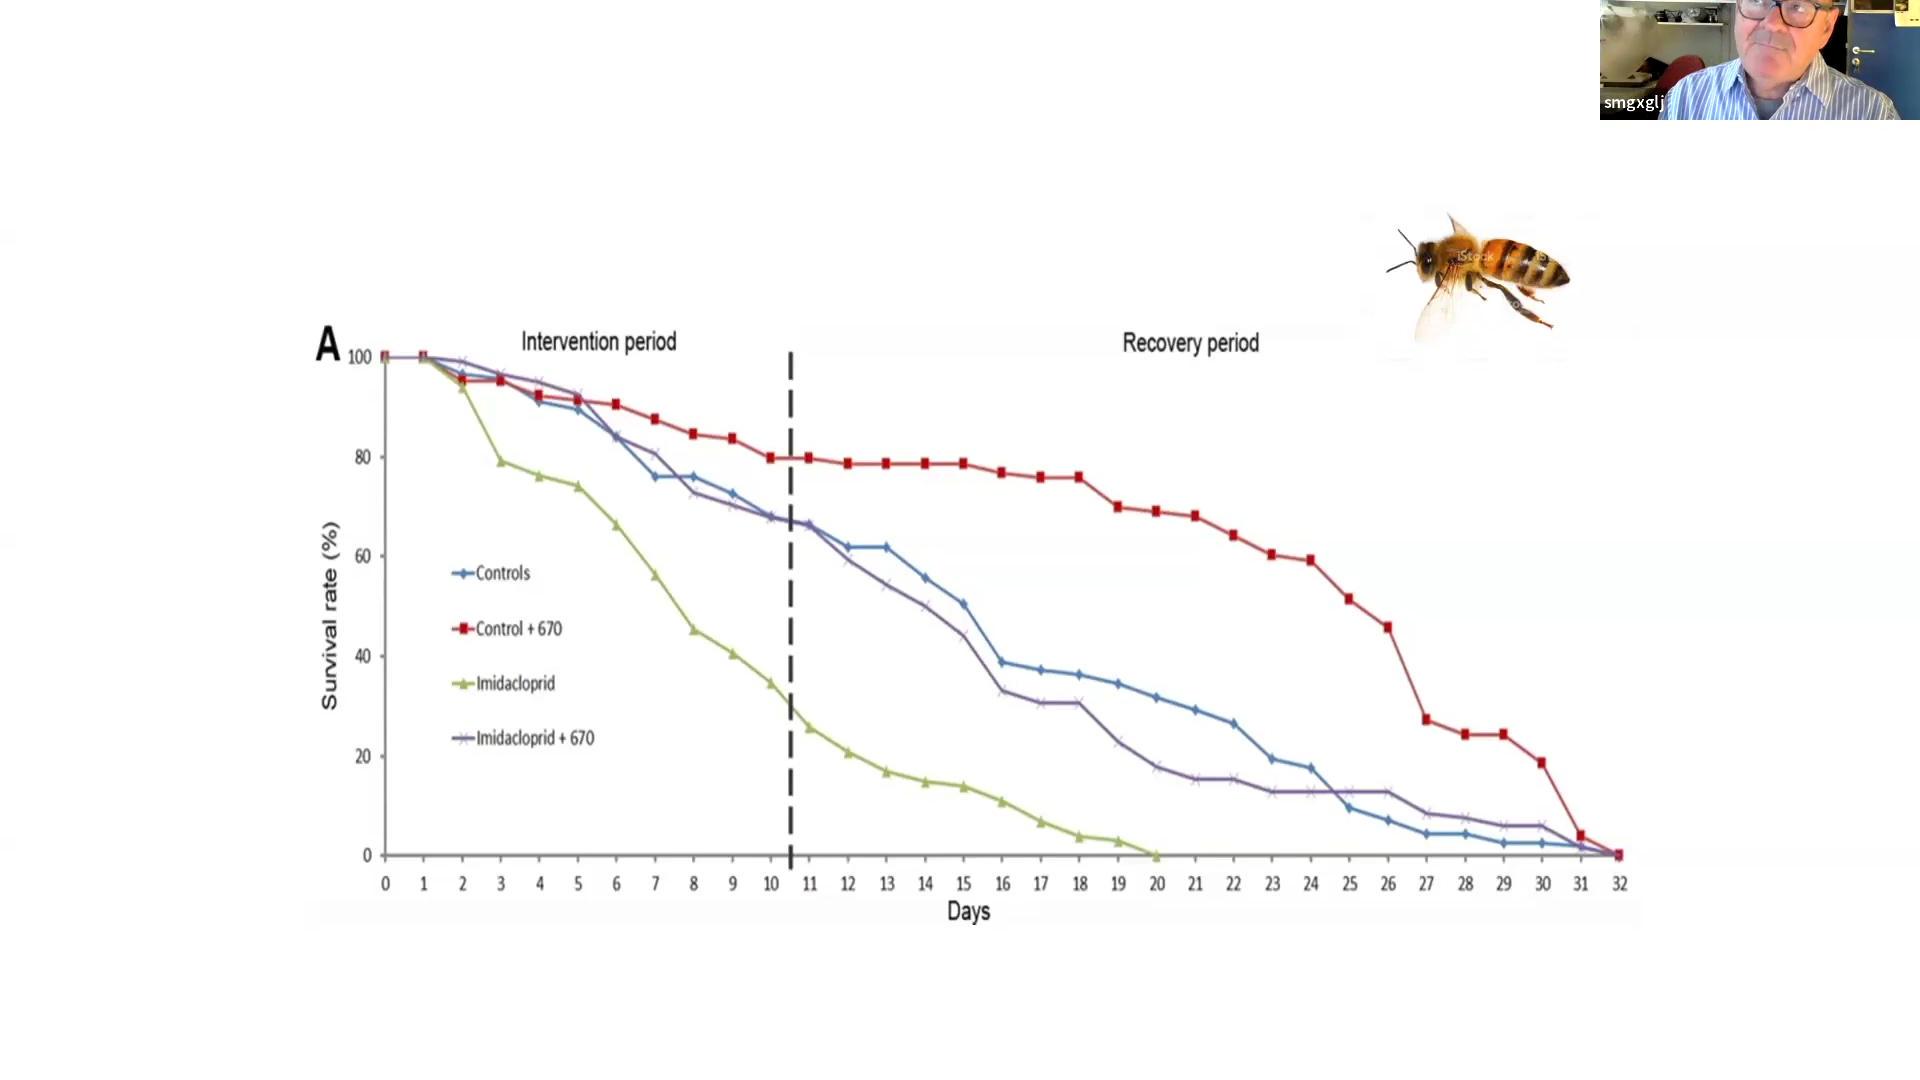 smgxglj
iStock
A
Intervention period
Recovery period
100
80
60
40
20
0
Survival rate (%)
Controls
Control + 670
Imidacloprid
Imidacloprid + 670
0 1 2 3 4 5 6 7 8 9 10 11 12 13 14 15 16 17 18 19 20 21 22 23 24 25 26 27 28 29 30 31 32
Days